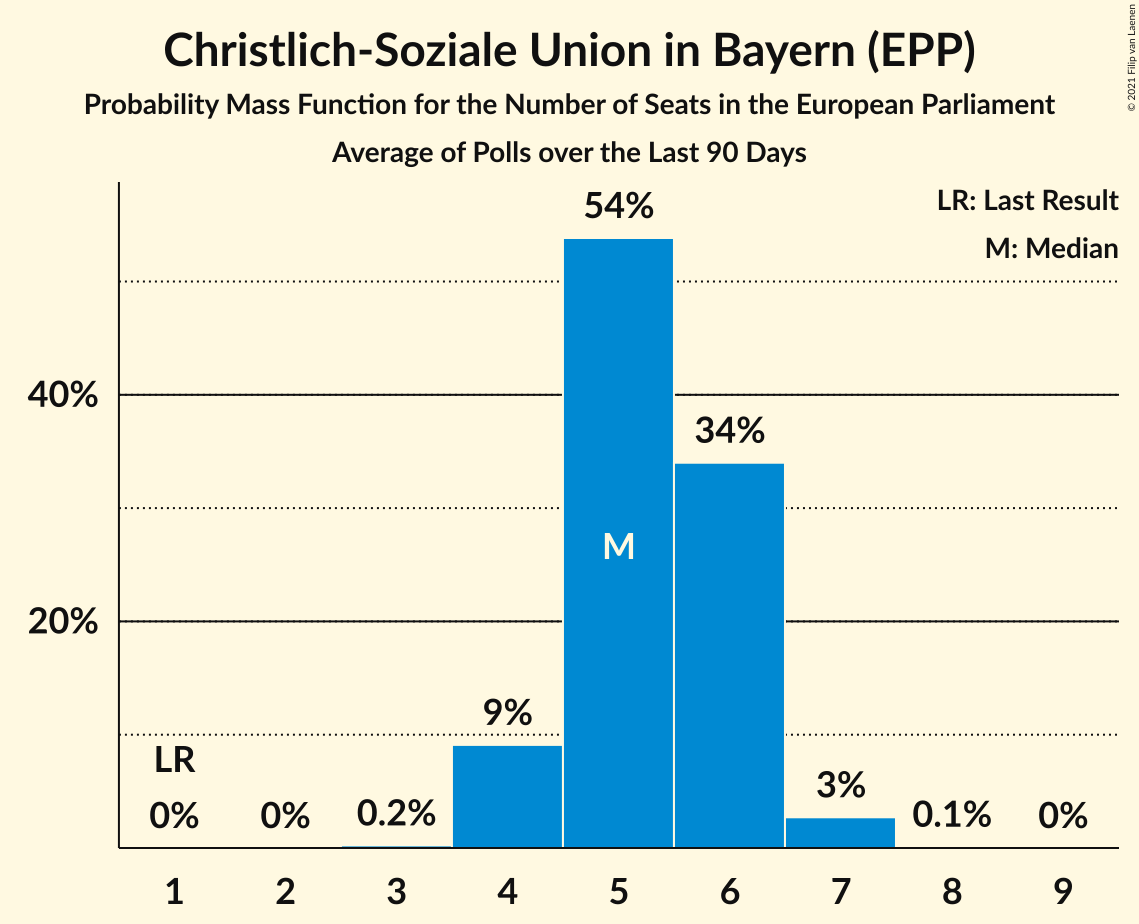 Christlich-Soziale Union in Bayern (EPP)
Probability Mass Function for the Number of Seats in the European Parliament
Average of Polls over the Last 90 Days
© 2021 Filip van Laenen
LR: Last Result
M: Median
54%
40%
34%
M
20%
9%
LR
3%
0% 0% 0.2% 0.1% 0%
1 2 3 4 5 6 7 8 9